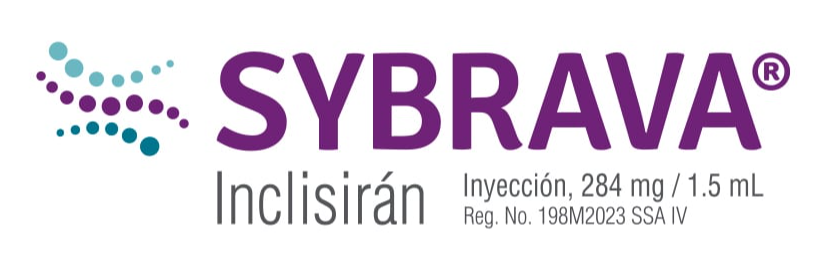 SYBRAVA®
Inclisirán
Inyección, 284 mg / 1.5 mL
Reg. No. 198M2023 SSA IV